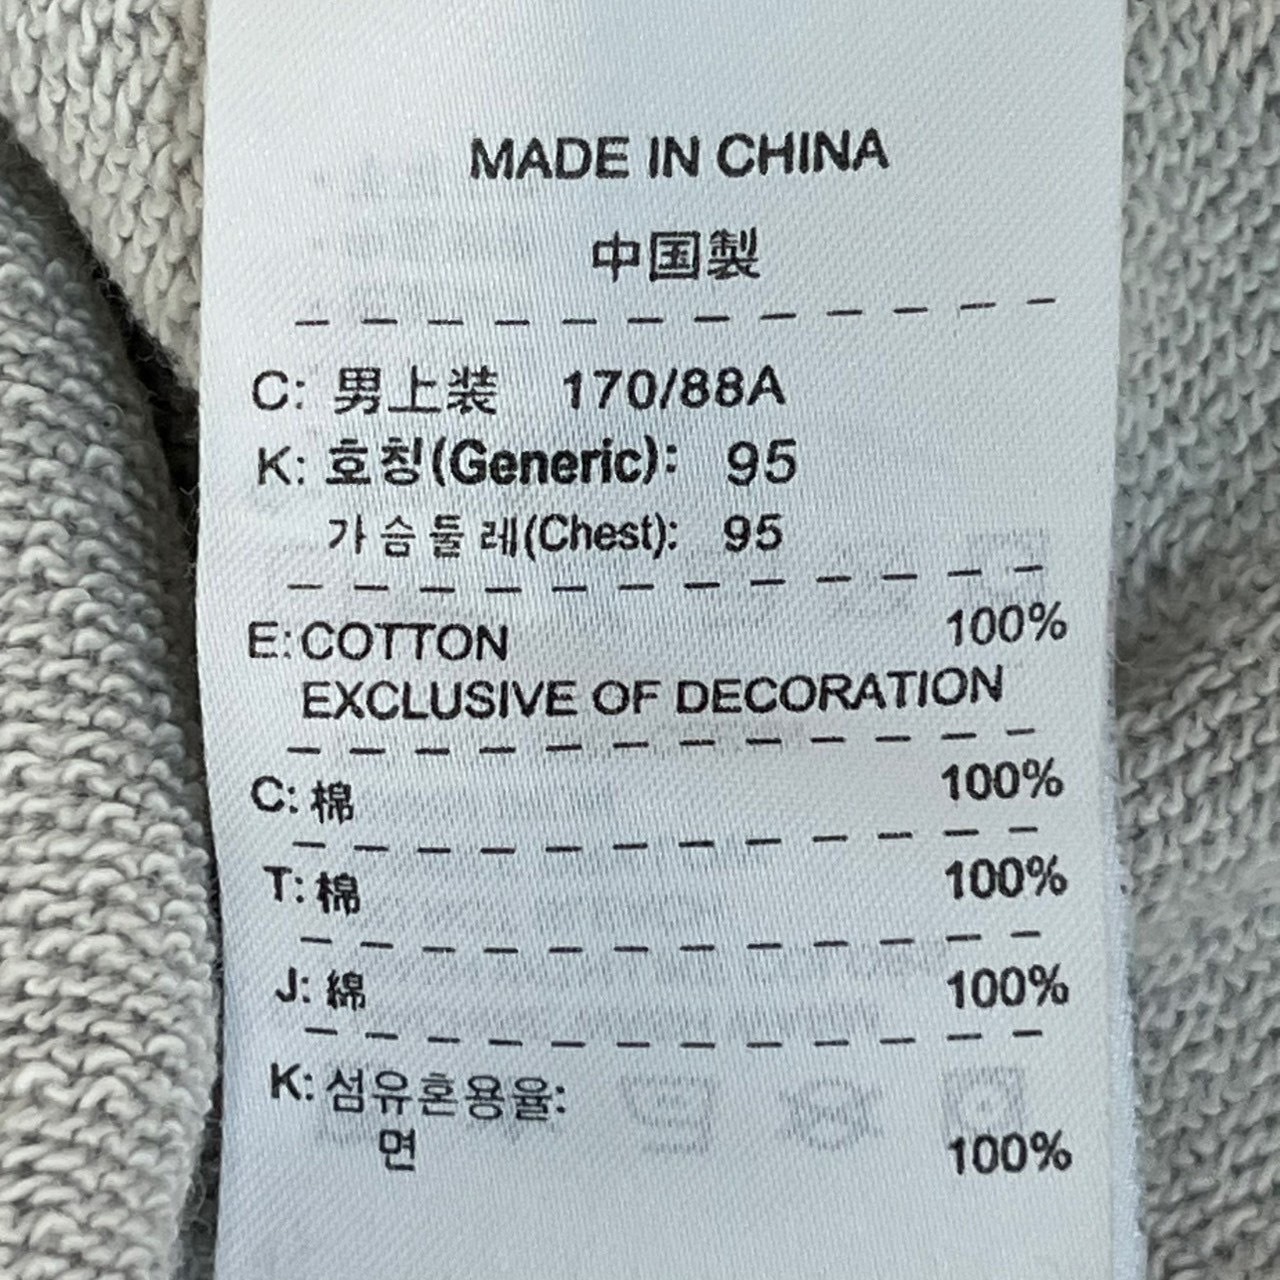 MADE IN CHINA
中国製
C: 男上装 170/88A
K: 호칭(Generic): 95
가슴둘레(Chest): 95
E: COTTON 100%
EXCLUSIVE OF DECORATION
C: 棉 100%
T: 棉 100%
J: 綿 100%
K: 섬유혼용율:
면 100%